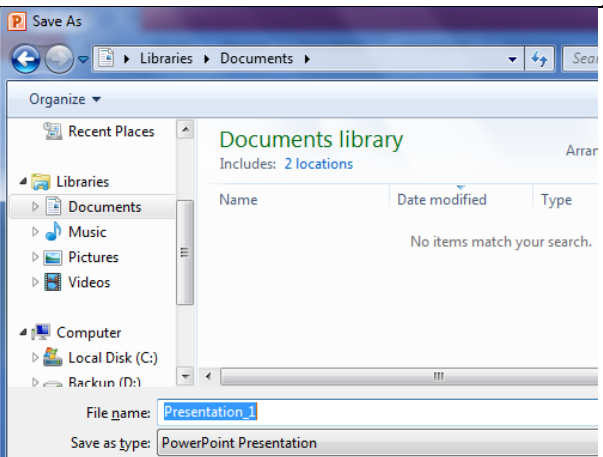 Save As
Libraries Documents
Organize
Recent Places
Libraries
Documents
Music
Pictures
Videos
Computer
Local Disk (C:)
Backup (D:)
Documents library
Includes: 2 locations
Name Date modified Type
No items match your search.
File name: Presentation_1
Save as type: PowerPoint Presentation